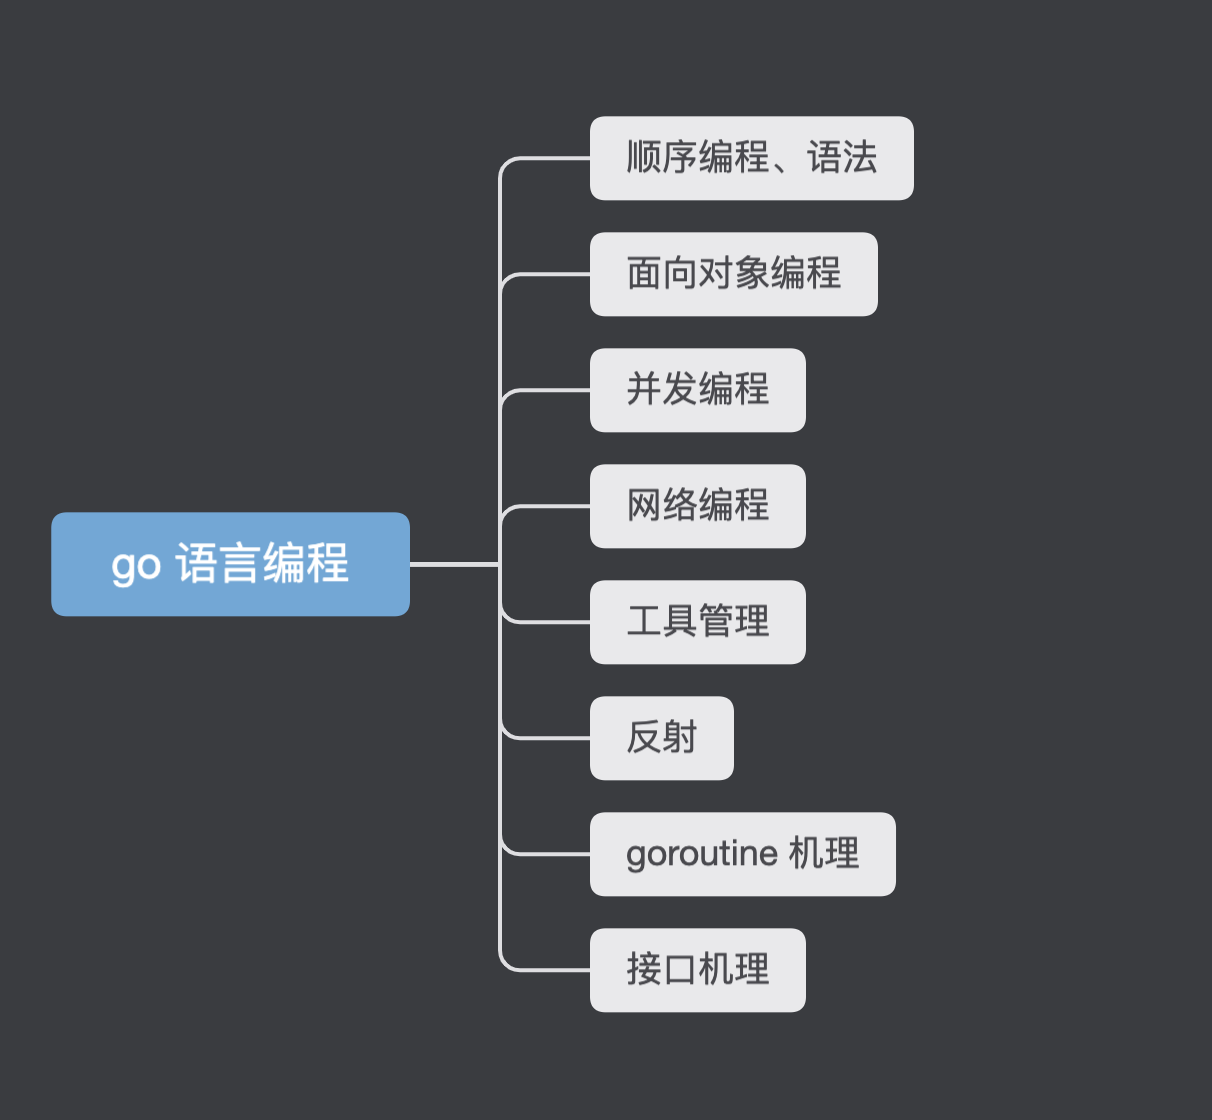 顺序编程、语法
面向对象编程
并发编程
网络编程
go 语言编程
工具管理
反射
goroutine 机理
接口机理